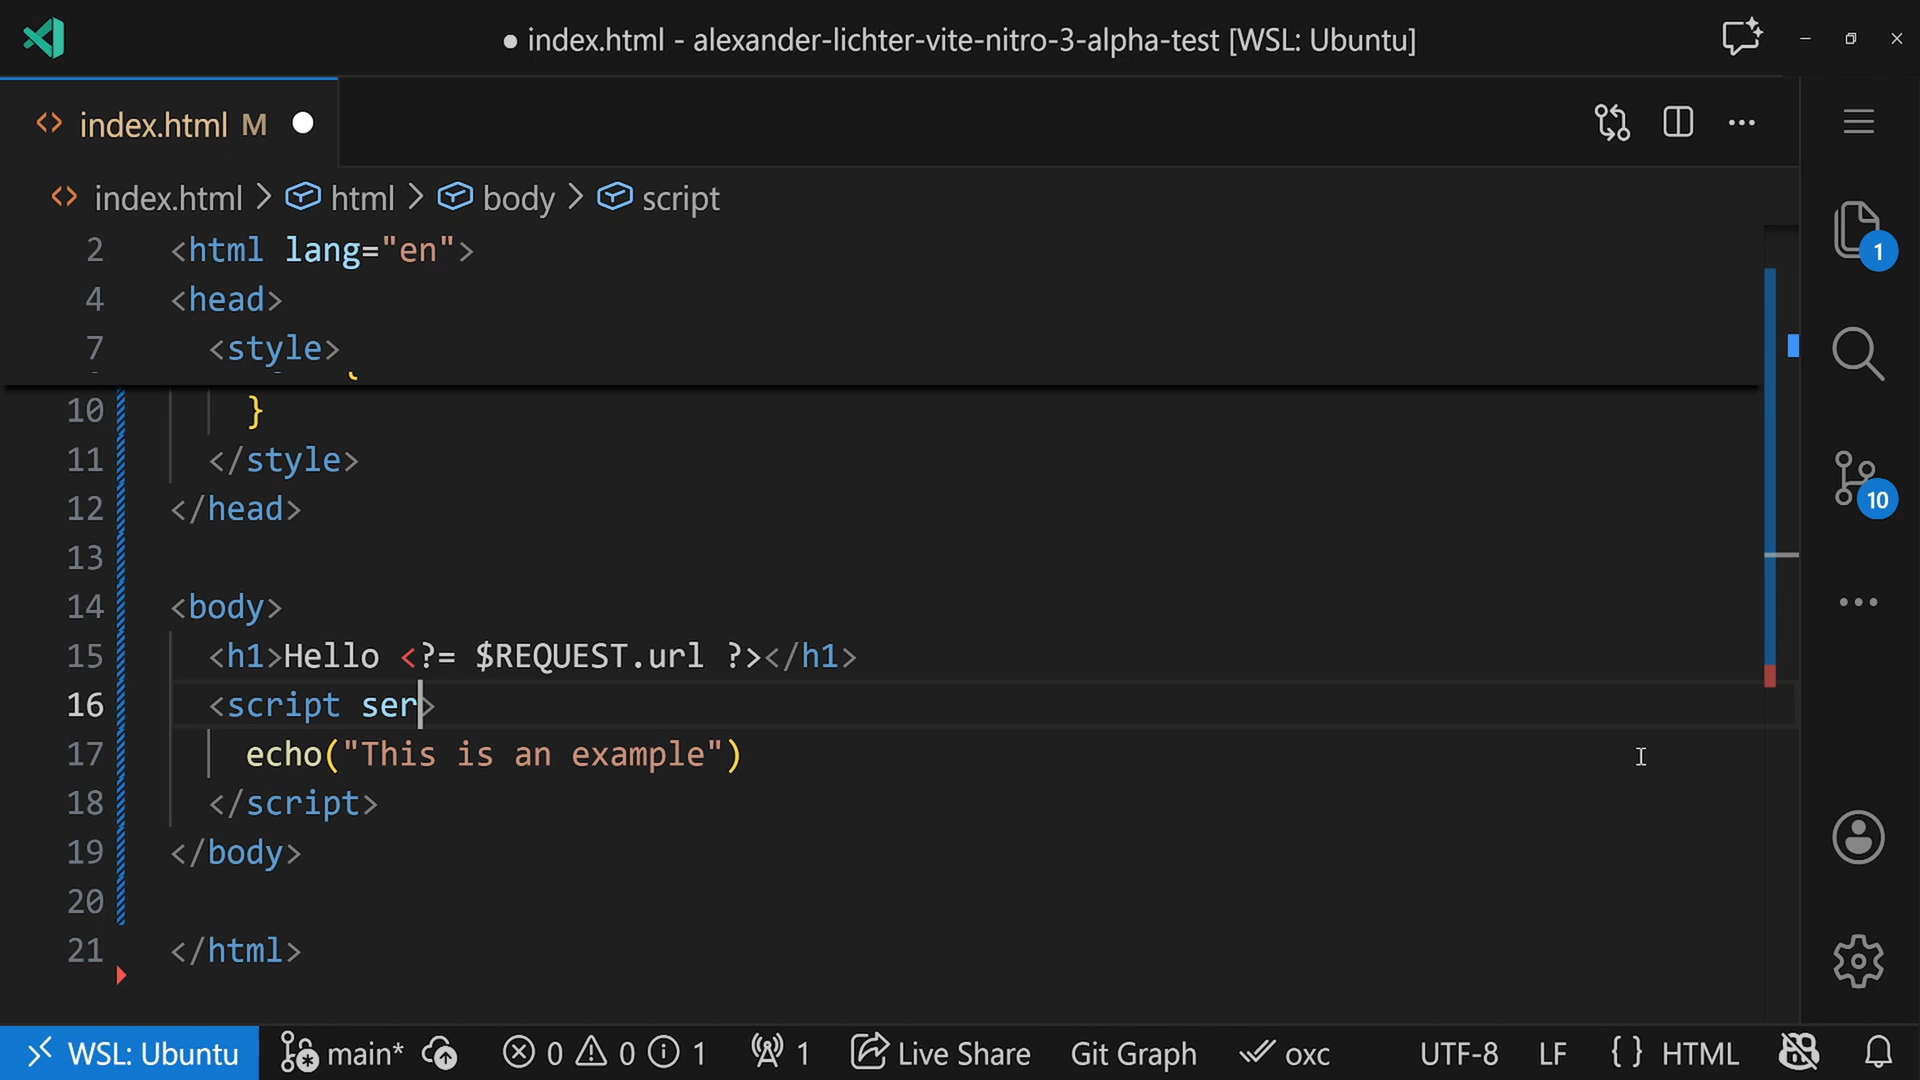 ● index.html - alexander-lichter-vite-nitro-3-alpha-test [WSL: Ubuntu]
index.html M
index.html > html > body > script
2 <html lang="en">
4 <head>
7 <style>
10 }
11 </style>
12 </head>
13
14 <body>
15 <h1>Hello <?= $REQUEST.url ?></h1>
16 <script ser>
17 echo("This is an example")
18 </script>
19 </body>
20
21 </html>
1
10
WSL: Ubuntu main* 0 0 1 1 Live Share Git Graph oxc UTF-8 LF {} HTML